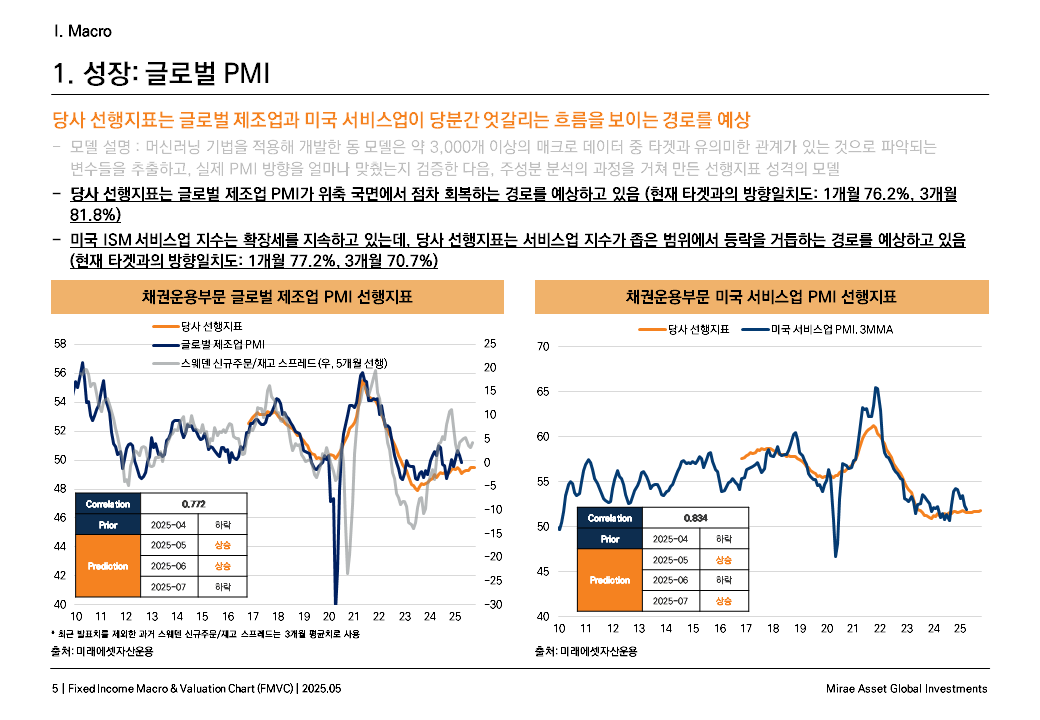 I. Macro
1. 성장: 글로벌 PMI
당사 선행지표는 글로벌 제조업과 미국 서비스업이 당분간 엇갈리는 흐름을 보이는 경로를 예상
– 모델 설명 : 머신러닝 기법을 적용해 개발한 동 모델은 약 3,000개 이상의 매크로 데이터 중 타겟과 유의미한 관계가 있는 것으로 파악되는
변수들을 추출하고, 실제 PMI 방향을 얼마나 맞췄는지 검증한 다음, 주성분 분석의 과정을 거쳐 만든 선행지표 성격의 모델
– 당사 선행지표는 글로벌 제조업 PMI가 위축 국면에서 점차 회복하는 경로를 예상하고 있음 (현재 타겟과의 방향일치도: 1개월 76.2%, 3개월
81.8%)
– 미국 ISM 서비스업 지수는 확장세를 지속하고 있는데, 당사 선행지표는 서비스업 지수가 좁은 범위에서 등락을 거듭하는 경로를 예상하고 있음
(현재 타겟과의 방향일치도: 1개월 77.2%, 3개월 70.7%)
채권운용부문 글로벌 제조업 PMI 선행지표
당사 선행지표
글로벌 제조업 PMI
스웨덴 신규주문/재고 스프레드(우, 5개월 선행)
58
56
54
52
50
48
46
44
42
40
25
20
15
10
5
0
-5
-10
-15
-20
-25
-30
Correlation 0.772
Prior 2025-04 하락
Prediction 2025-05 상승
2025-06 상승
2025-07 하락
10 11 12 13 14 15 16 17 18 19 20 21 22 23 24 25
* 최근 발표치를 제외한 과거 스웨덴 신규주문/재고 스프레드는 3개월 평균치로 사용
출처: 미래에셋자산운용
채권운용부문 미국 서비스업 PMI 선행지표
당사 선행지표 미국 서비스업 PMI, 3MMA
70
65
60
55
50
45
40
Correlation 0.834
Prior 2025-04 하락
Prediction 2025-05 상승
2025-06 하락
2025-07 상승
10 11 12 13 14 15 16 17 18 19 20 21 22 23 24 25
출처: 미래에셋자산운용
5 | Fixed Income Macro & Valuation Chart (FMVC) | 2025.05
Mirae Asset Global Investments